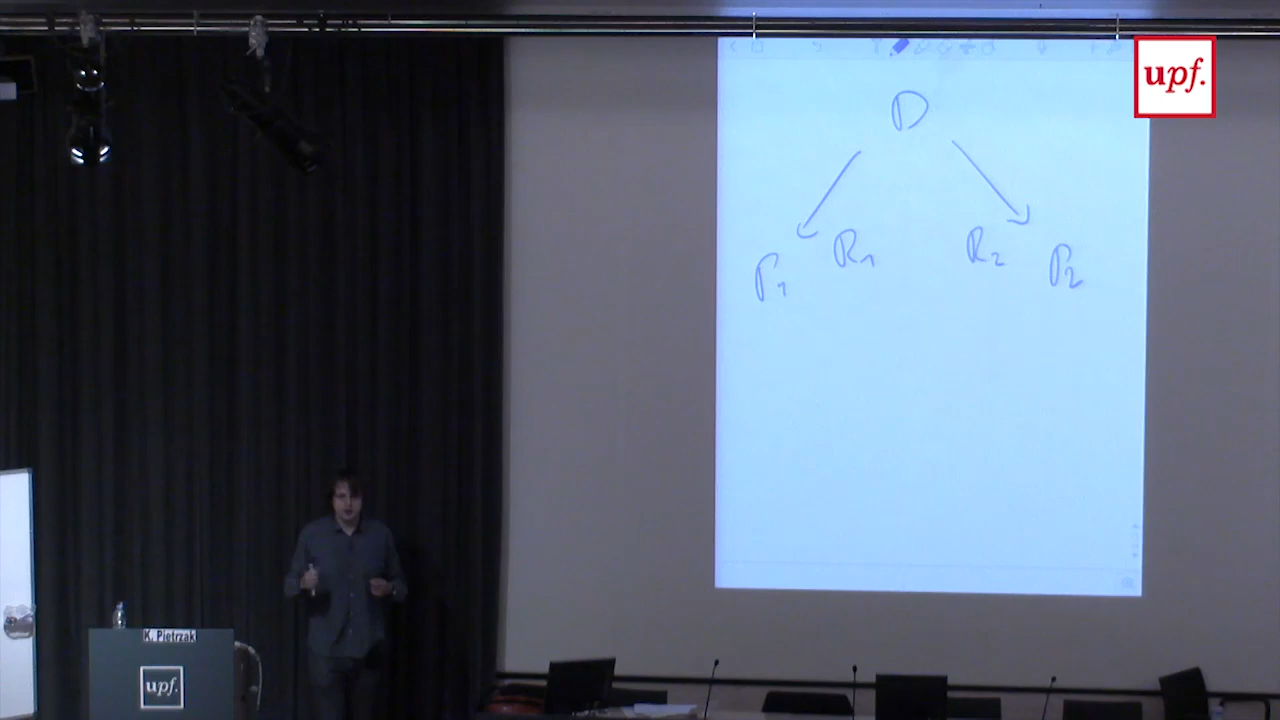 upf.
D
R₁ R₂
P₁ P₂
K. Pietrzak
upf.